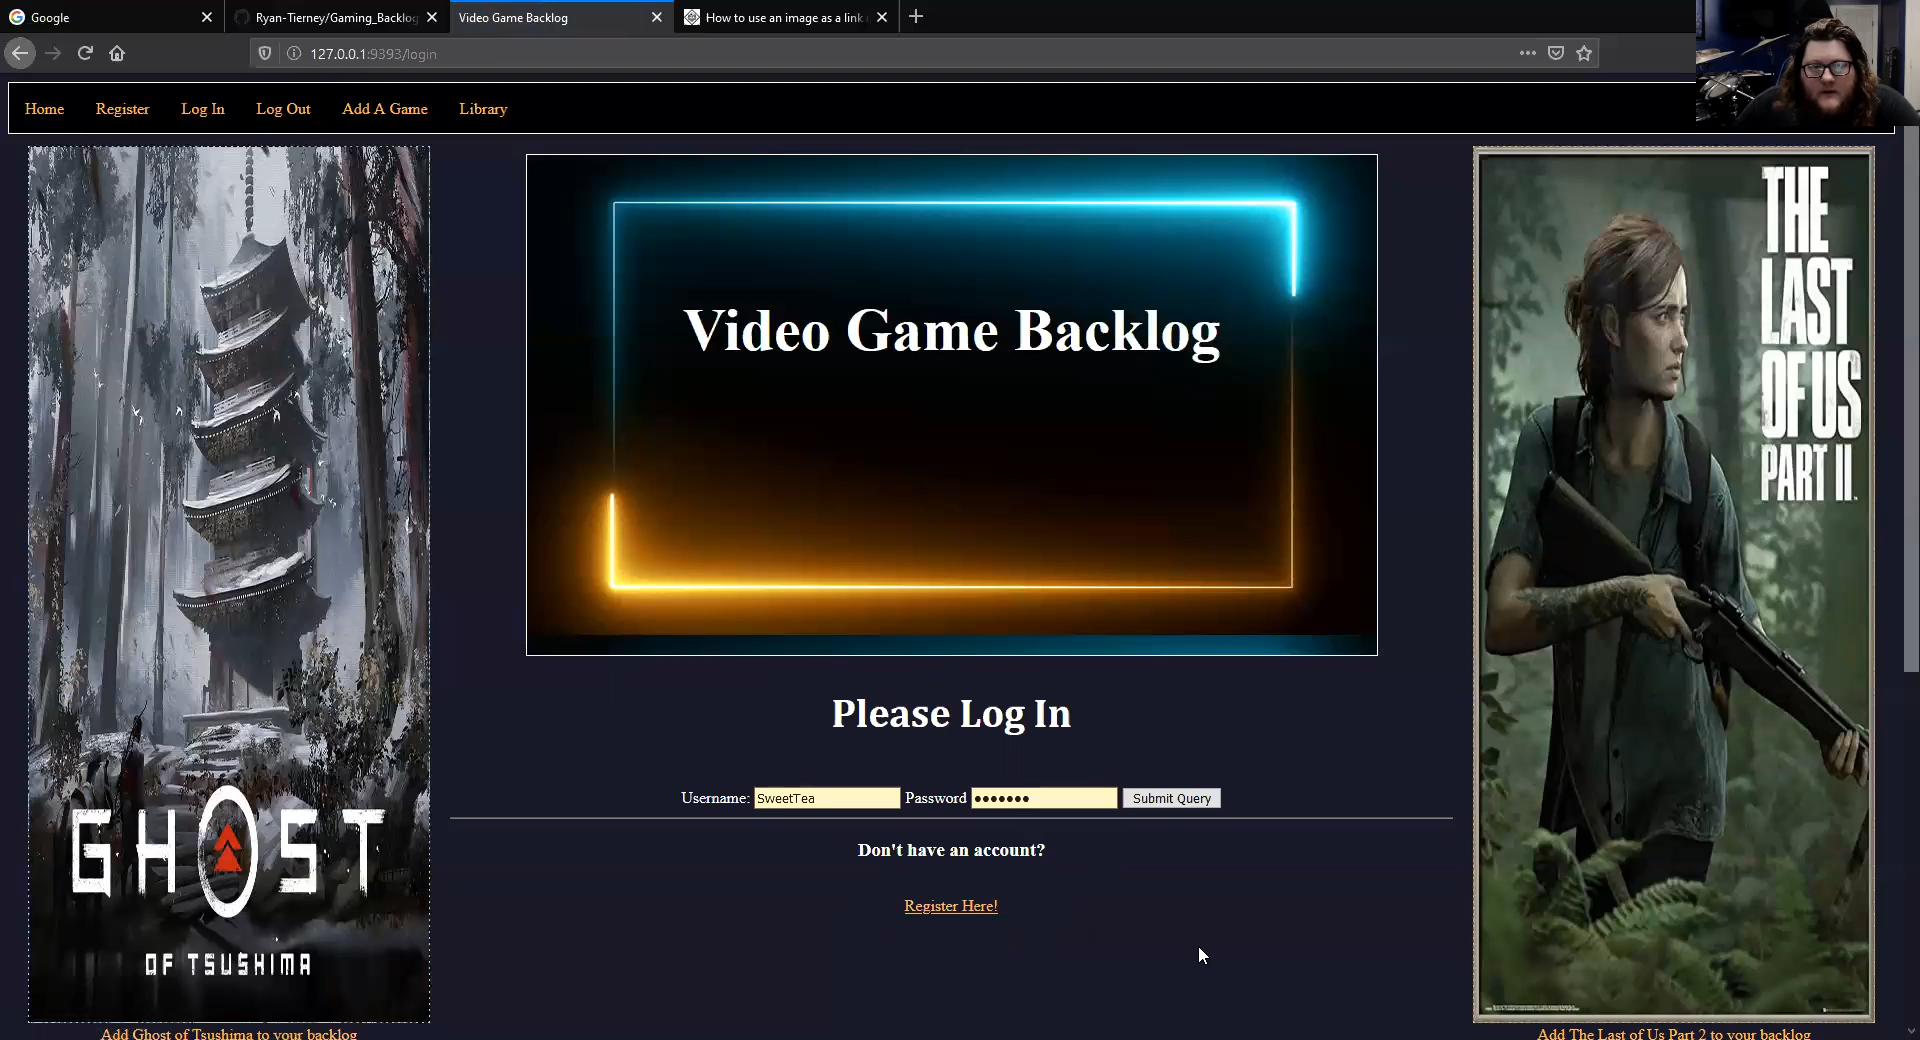 Google
Ryan-Tierney/Gaming_Backlog
Video Game Backlog
How to use an image as a link
127.0.0.1:9393/login
Home
Register
Log In
Log Out
Add A Game
Library
Video Game Backlog
THE
LAST
OF US
PART II
Please Log In
Username: SweetTea Password ●●●●●●● Submit Query
Don't have an account?
Register Here!
GHOST
OF TSUSHIMA
Add Ghost of Tsushima to your backlog
Add The Last of Us Part 2 to your backlog